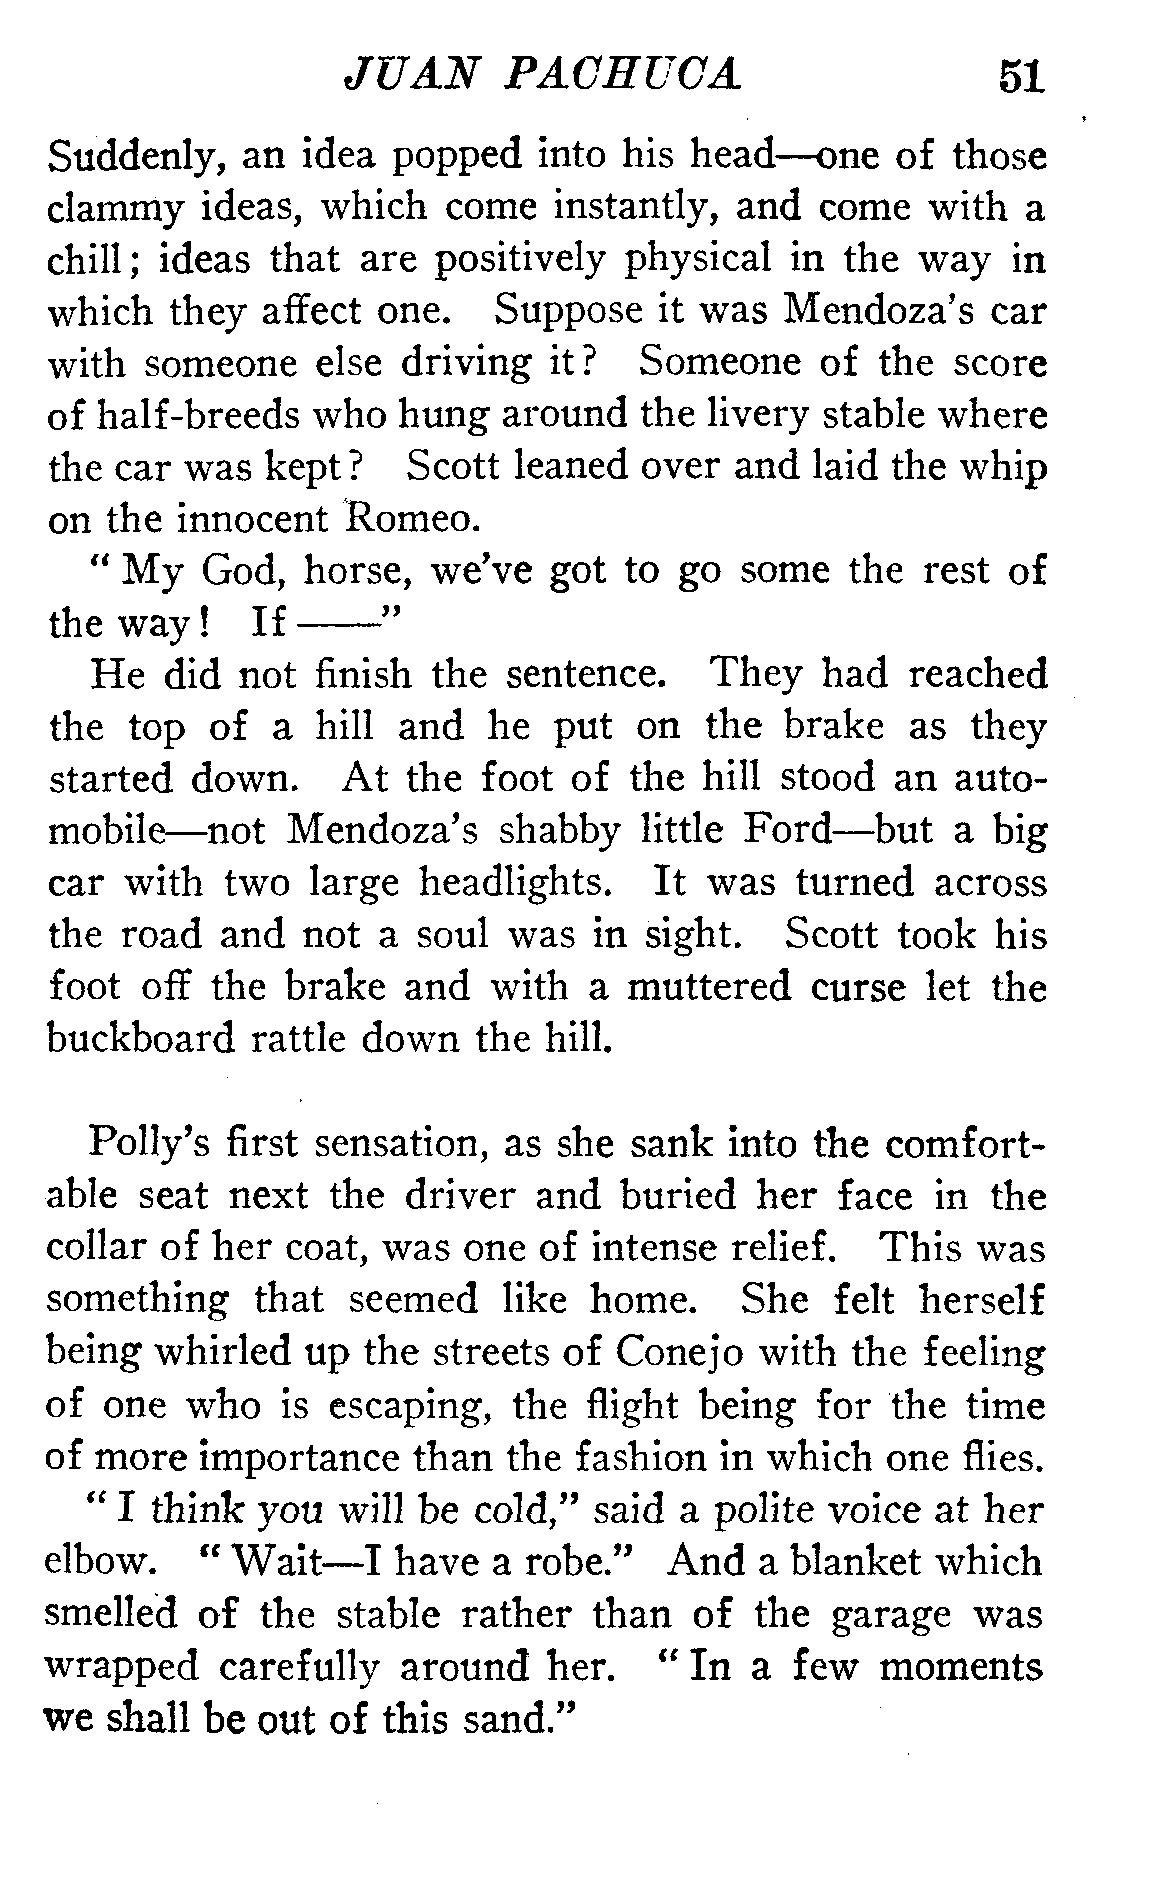 JUAN PACHUCA 51
Suddenly, an idea popped into his head—one of those
clammy ideas, which come instantly, and come with a
chill; ideas that are positively physical in the way in
which they affect one. Suppose it was Mendoza's car
with someone else driving it? Someone of the score
of half-breeds who hung around the livery stable where
the car was kept? Scott leaned over and laid the whip
on the innocent Romeo.
"My God, horse, we've got to go some the rest of
the way! If ——"
He did not finish the sentence. They had reached
the top of a hill and he put on the brake as they
started down. At the foot of the hill stood an auto-
mobile—not Mendoza's shabby little Ford—but a big
car with two large headlights. It was turned across
the road and not a soul was in sight. Scott took his
foot off the brake and with a muttered curse let the
buckboard rattle down the hill.
Polly's first sensation, as she sank into the comfort-
able seat next the driver and buried her face in the
collar of her coat, was one of intense relief. This was
something that seemed like home. She felt herself
being whirled up the streets of Conejo with the feeling
of one who is escaping, the flight being for the time
of more importance than the fashion in which one flies.
"I think you will be cold," said a polite voice at her
elbow. "Wait—I have a robe." And a blanket which
smelled of the stable rather than of the garage was
wrapped carefully around her. "In a few moments
we shall be out of this sand."